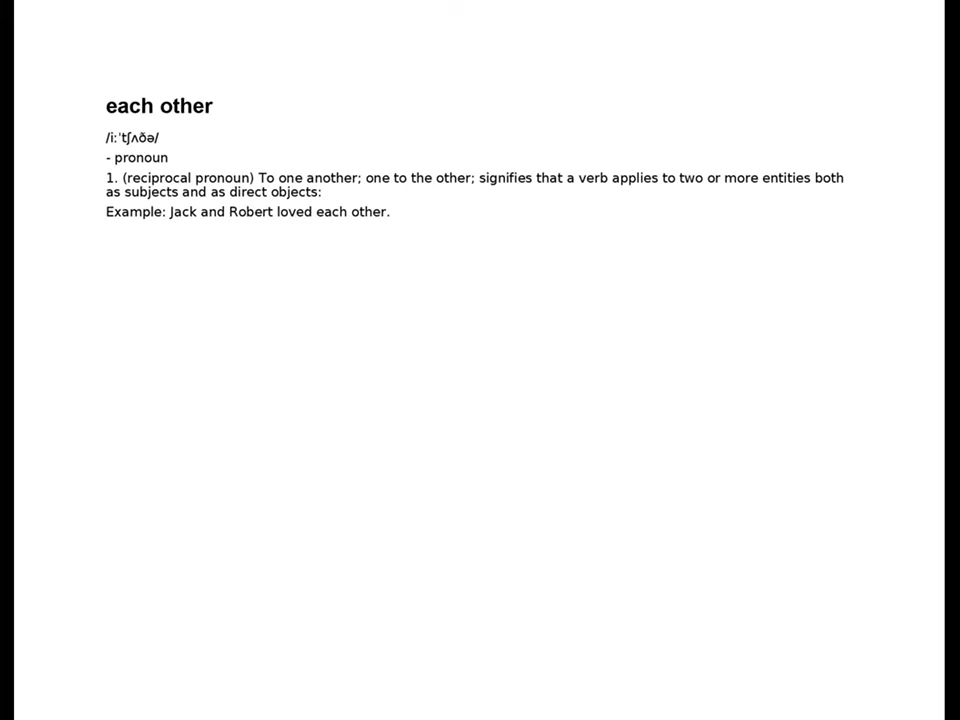 each other
/iːˈtʃʌðə/
- pronoun
1. (reciprocal pronoun) To one another; one to the other; signifies that a verb applies to two or more entities both
as subjects and as direct objects:
Example: Jack and Robert loved each other.